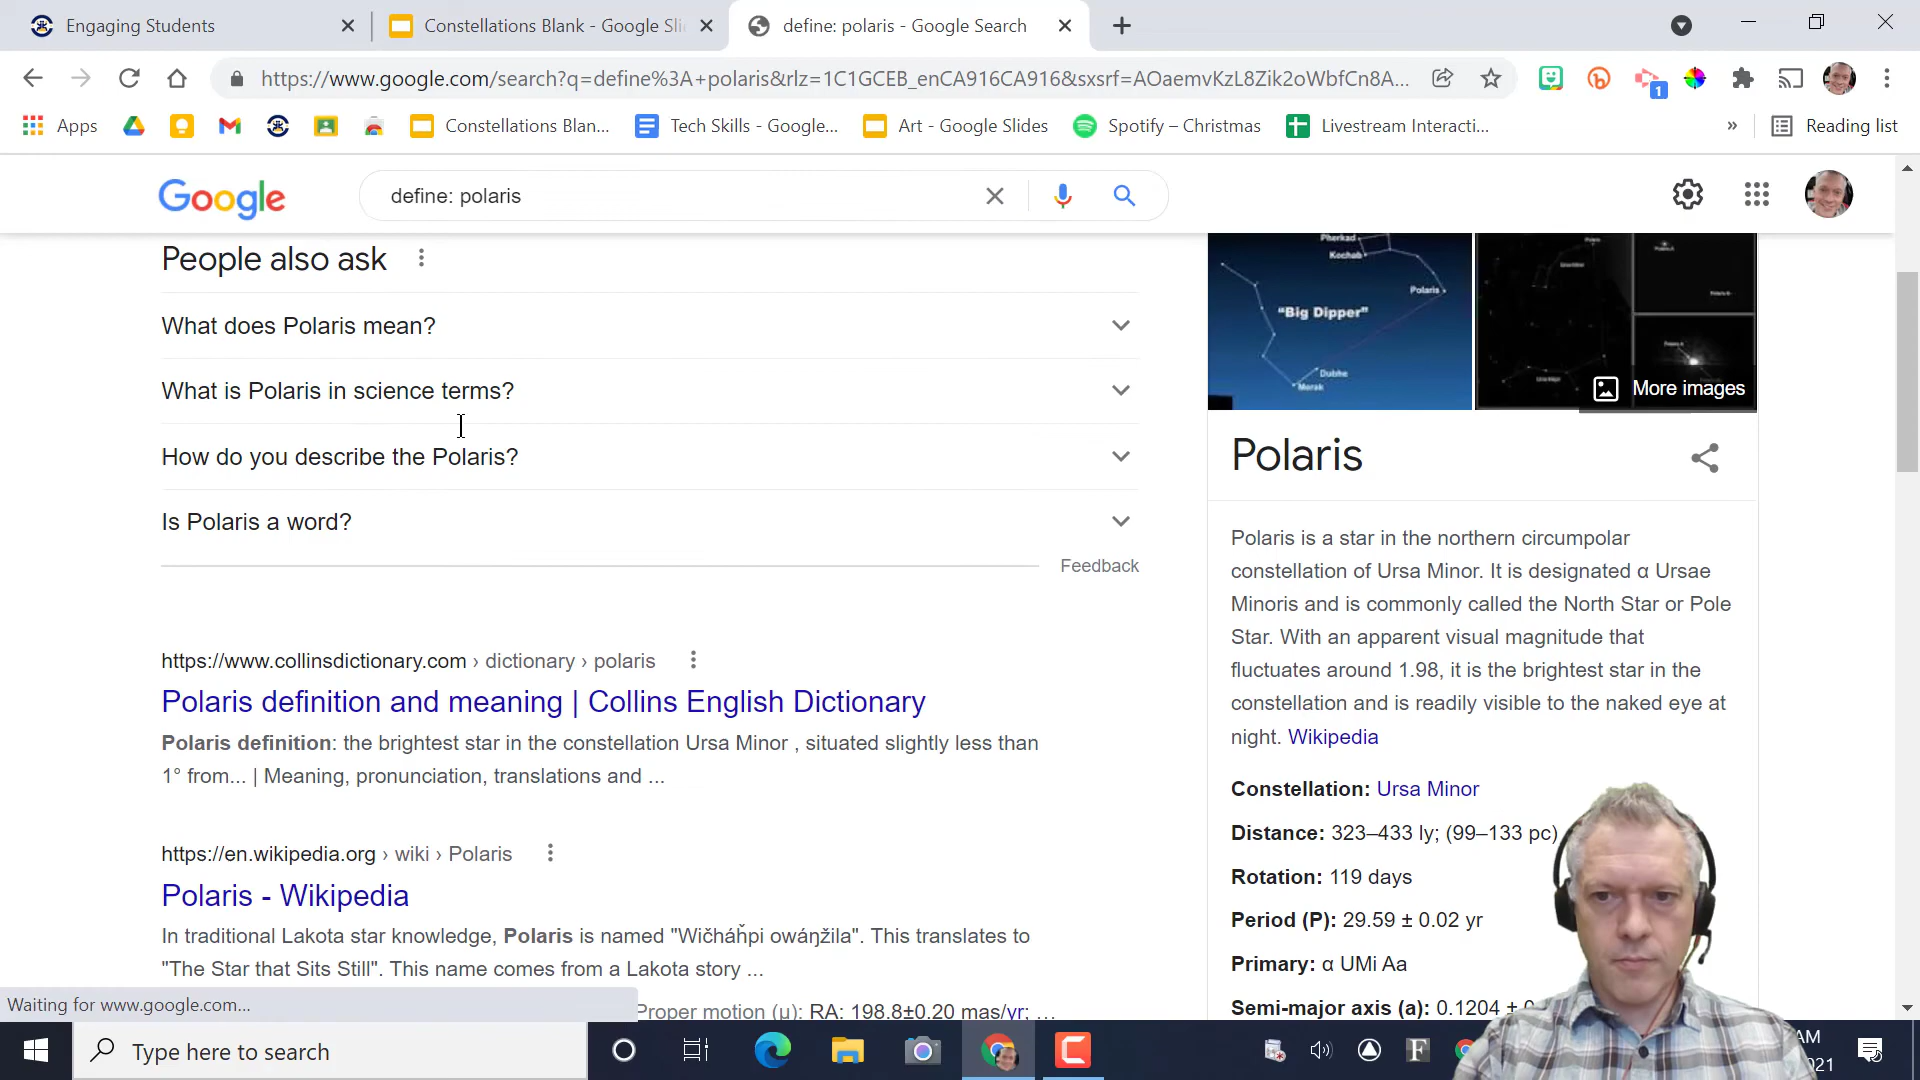 Engaging Students
Constellations Blank - Google Sli
define: polaris - Google Search
https://www.google.com/search?q=define%3A+polaris&rlz=1C1GCEB_enCA916CA916&sxsrf=AOaemvKzL8Zik2oWbfCn8A...
1
Apps
Constellations Blan...
Tech Skills - Google...
Art - Google Slides
Spotify – Christmas
Livestream Interacti...
»
Reading list
Google
define: polaris
People also ask
What does Polaris mean?
What is Polaris in science terms?
How do you describe the Polaris?
Is Polaris a word?
Feedback
https://www.collinsdictionary.com › dictionary › polaris
Polaris definition and meaning | Collins English Dictionary
Polaris definition: the brightest star in the constellation Ursa Minor , situated slightly less than
1° from... | Meaning, pronunciation, translations and ...
https://en.wikipedia.org › wiki › Polaris
Polaris - Wikipedia
In traditional Lakota star knowledge, Polaris is named "Wičháȟpi owáŋžila". This translates to
"The Star that Sits Still". This name comes from a Lakota story ...
Proper motion (μ): RA: 198.8±0.20 mas/yr; ...
Pherkad
Kochab
Polaris
"Big Dipper"
Dubhe
Merak
More images
Polaris
Polaris is a star in the northern circumpolar
constellation of Ursa Minor. It is designated α Ursae
Minoris and is commonly called the North Star or Pole
Star. With an apparent visual magnitude that
fluctuates around 1.98, it is the brightest star in the
constellation and is readily visible to the naked eye at
night. Wikipedia
Constellation: Ursa Minor
Distance: 323–433 ly; (99–133 pc)
Rotation: 119 days
Period (P): 29.59 ± 0.02 yr
Primary: α UMi Aa
Semi-major axis (a): 0.1204 ±
Waiting for www.google.com...
Type here to search
F
AM
021